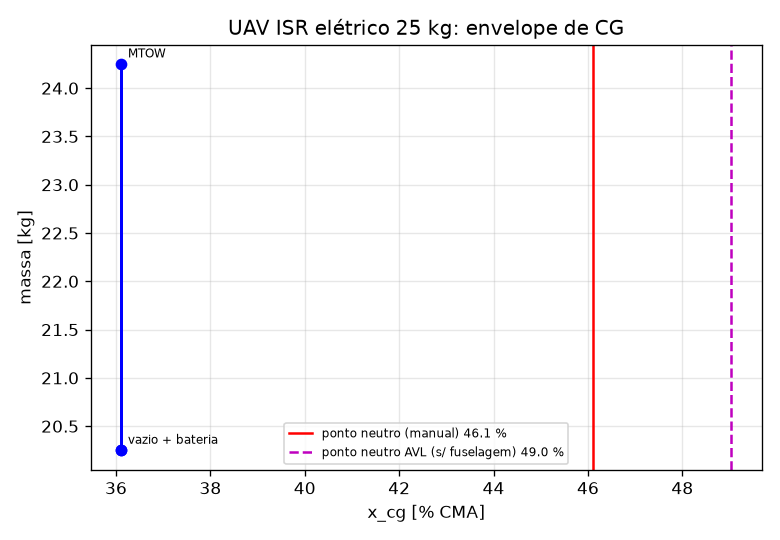 UAV ISR elétrico 25 kg: envelope de CG
MTOW
24.0
23.5
23.0
22.5
22.0
21.5
21.0
20.5
massa [kg]
vazio + bateria
ponto neutro (manual) 46.1 %
ponto neutro AVL (s/ fuselagem) 49.0 %
36 38 40 42 44 46 48
x_cg [% CMA]